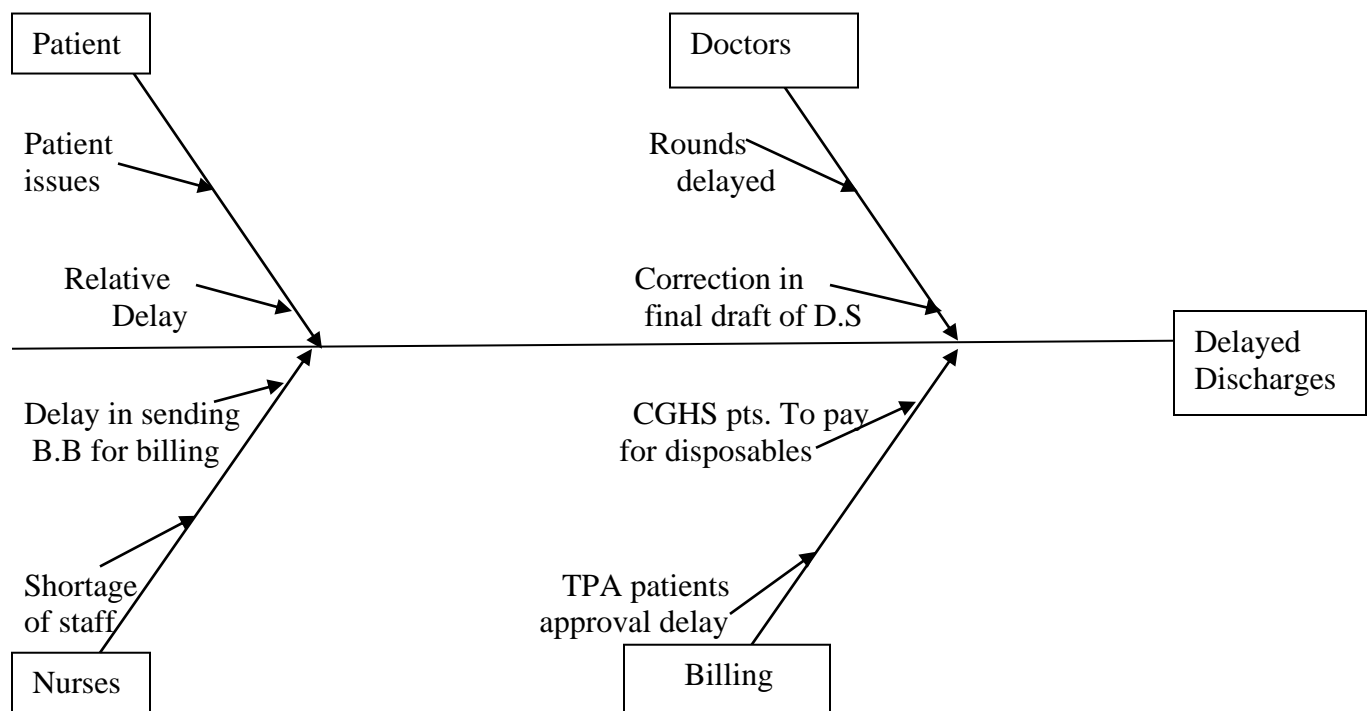 Patient
Doctors
Patient
issues
Rounds
delayed
Relative
Delay
Correction in
final draft of D.S
Delayed
Discharges
Delay in sending
B.B for billing
CGHS pts. To pay
for disposables
Shortage
of staff
TPA patients
approval delay
Nurses
Billing